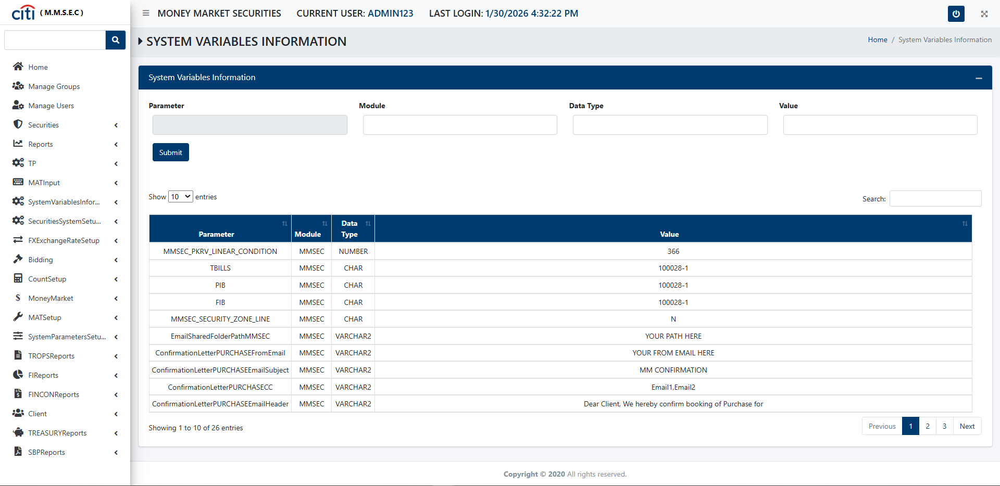 citi ( M.M.S.E.C )
MONEY MARKET SECURITIES CURRENT USER: ADMIN123 LAST LOGIN: 1/30/2026 4:32:22 PM
SYSTEM VARIABLES INFORMATION
Home / System Variables Information
Home
Manage Groups
Manage Users
Securities
Reports
TP
MATInput
SystemVariablesInfor...
SecuritiesSystemSetu...
FXExchangeRateSetup
Bidding
CountSetup
MoneyMarket
MATSetup
SystemParametersSetu...
TROPSReports
FIReports
FINCONReports
Client
TREASURYReports
SBPReports
System Variables Information
Parameter Module Data Type Value
Submit
Show 10 entries
Search:
Parameter Module Data Type Value
MMSEC_PKRV_LINEAR_CONDITION MMSEC NUMBER 366
TBILLS MMSEC CHAR 100028-1
PIB MMSEC CHAR 100028-1
FIB MMSEC CHAR 100028-1
MMSEC_SECURITY_ZONE_LINE MMSEC CHAR N
EmailSharedFolderPathMMSEC MMSEC VARCHAR2 YOUR PATH HERE
ConfirmationLetterPURCHASEFromEmail MMSEC VARCHAR2 YOUR FROM EMAIL HERE
ConfirmationLetterPURCHASEEmailSubject MMSEC VARCHAR2 MM CONFIRMATION
ConfirmationLetterPURCHASECC MMSEC VARCHAR2 Email1,Email2
ConfirmationLetterPURCHASEEmailHeader MMSEC VARCHAR2 Dear Client, We hereby confirm booking of Purchase for
Showing 1 to 10 of 26 entries
Previous 1 2 3 Next
Copyright © 2020 All rights reserved.